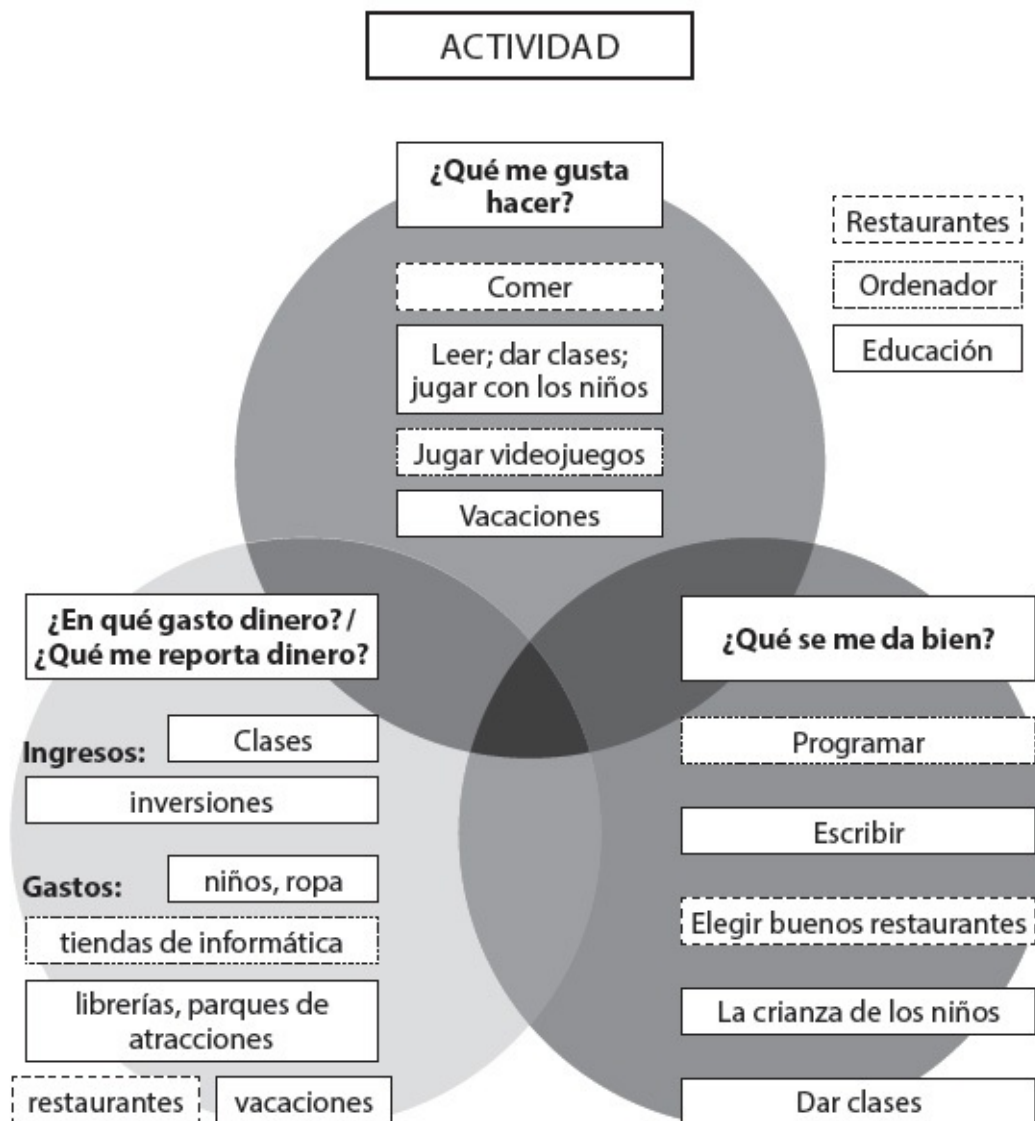 ACTIVIDAD
¿Qué me gusta
hacer?
Comer
Leer; dar clases;
jugar con los niños
Jugar videojuegos
Vacaciones
Restaurantes
Ordenador
Educación
¿En qué gasto dinero? /
¿Qué me reporta dinero?
Ingresos:
Clases
inversiones
Gastos:
niños, ropa
tiendas de informática
librerías, parques de
atracciones
restaurantes
vacaciones
¿Qué se me da bien?
Programar
Escribir
Elegir buenos restaurantes
La crianza de los niños
Dar clases